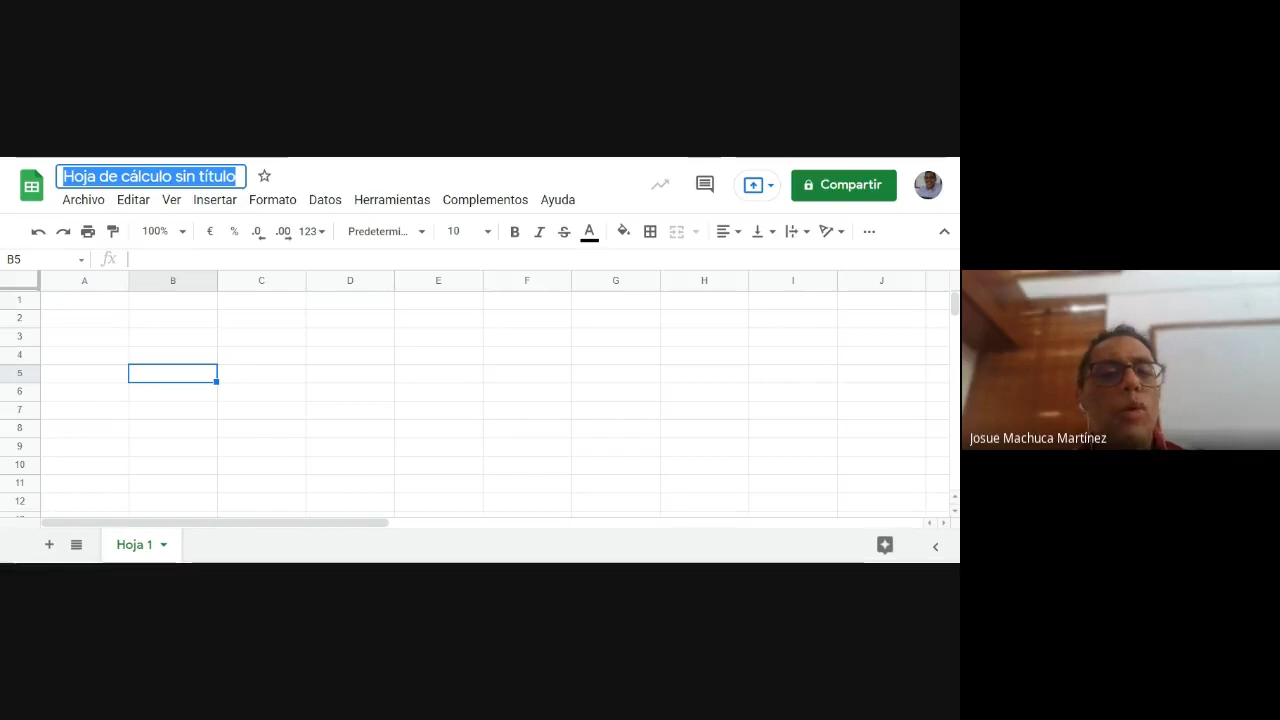 Hoja de cálculo sin título
Archivo Editar Ver Insertar Formato Datos Herramientas Complementos Ayuda
Compartir
100% € % .0 .00 123 Predetermi... 10 B I S A
B5 fx
A B C D E F G H I J
1
2
3
4
5
6
7
8
9
10
11
12
Hoja 1
Josue Machuca Martínez